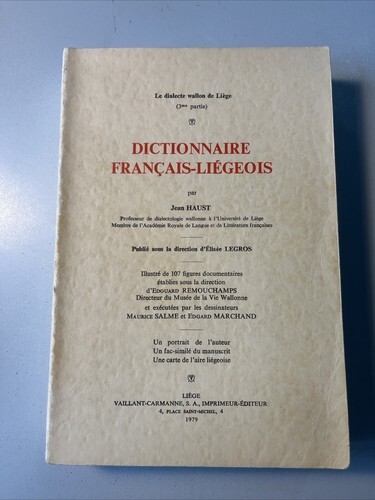 Le dialecte wallon de Liège
(3me partie)
DICTIONNAIRE
FRANÇAIS-LIÉGEOIS
par
Jean HAUST
Professeur de dialectologie wallonne à l'Université de Liège
Membre de l'Académie Royale de Langue et de Littérature françaises
Publié sous la direction d'Élisée LEGROS
Illustré de 107 figures documentaires
établies sous la direction
d'EDOUARD REMOUCHAMPS
Directeur du Musée de la Vie Wallonne
et exécutées par les dessinateurs
MAURICE SALME et EDGARD MARCHAND
Un portrait de l'auteur
Un fac-similé du manuscrit
Une carte de l'aire liégeoise
LIÉGE
VAILLANT-CARMANNE, S. A., IMPRIMEUR-ÉDITEUR
4, PLACE SAINT-MICHEL, 4
1979